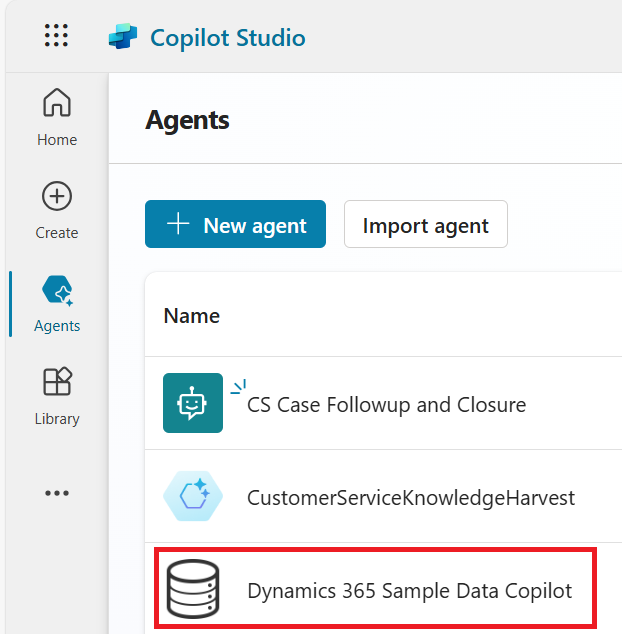 Copilot Studio
Home
Create
Agents
Library
Agents
New agent
Import agent
Name
CS Case Followup and Closure
CustomerServiceKnowledgeHarvest
Dynamics 365 Sample Data Copilot